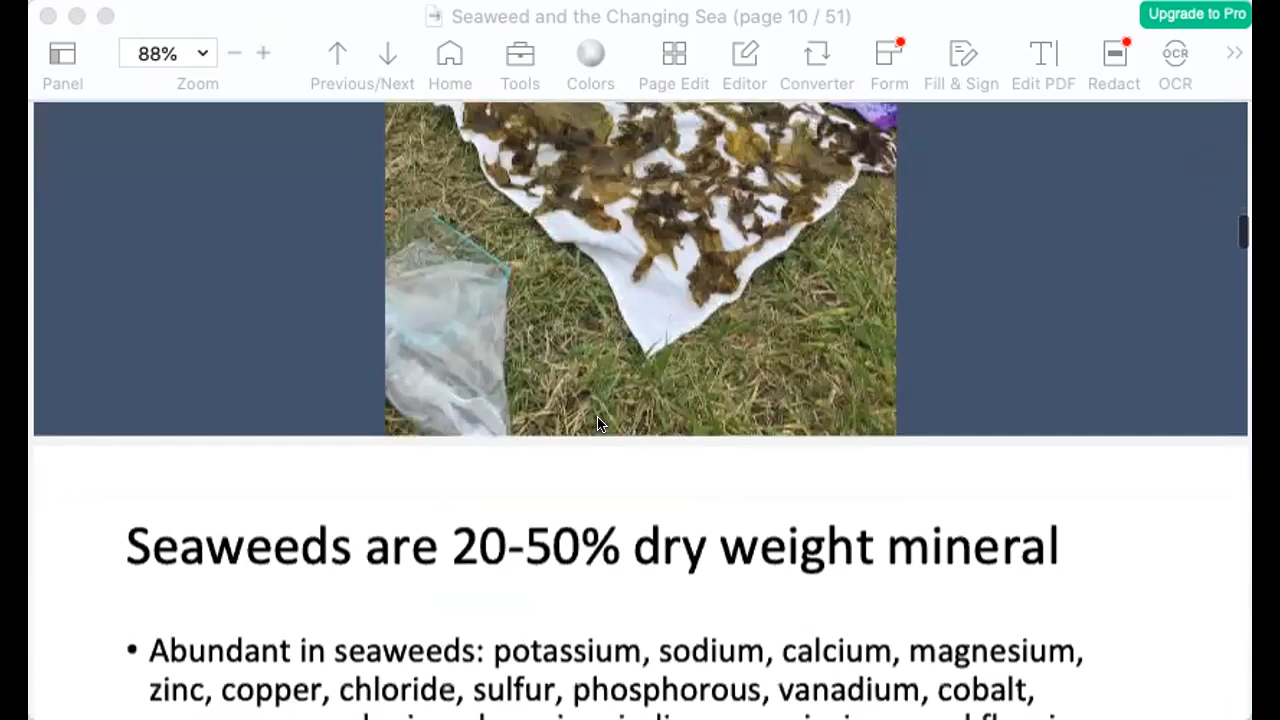 Seaweed and the Changing Sea (page 10 / 51)
Upgrade to Pro
88%
Panel Zoom Previous/Next Home Tools Colors Page Edit Editor Converter Form Fill & Sign Edit PDF Redact OCR
Seaweeds are 20-50% dry weight mineral
• Abundant in seaweeds: potassium, sodium, calcium, magnesium,
zinc, copper, chloride, sulfur, phosphorous, vanadium, cobalt,